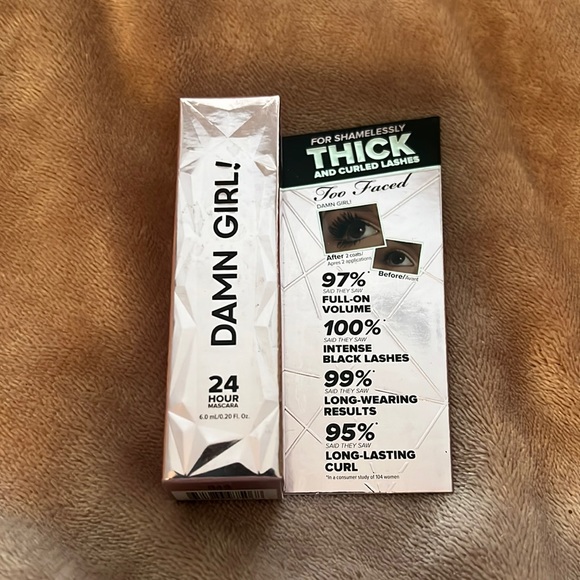 DAMN GIRL!
24
HOUR
MASCARA
6.0 mL/0.20 Fl. Oz.
FOR SHAMELESSLY
THICK
AND CURLED LASHES
Too Faced
DAMN GIRL!
After 2 coats/
Après 2 applications
Before/Avant
97%*
SAID THEY SAW
FULL-ON
VOLUME
100%*
SAID THEY SAW
INTENSE
BLACK LASHES
99%*
SAID THEY SAW
LONG-WEARING
RESULTS
95%*
SAID THEY SAW
LONG-LASTING
CURL
*In a consumer study of 104 women